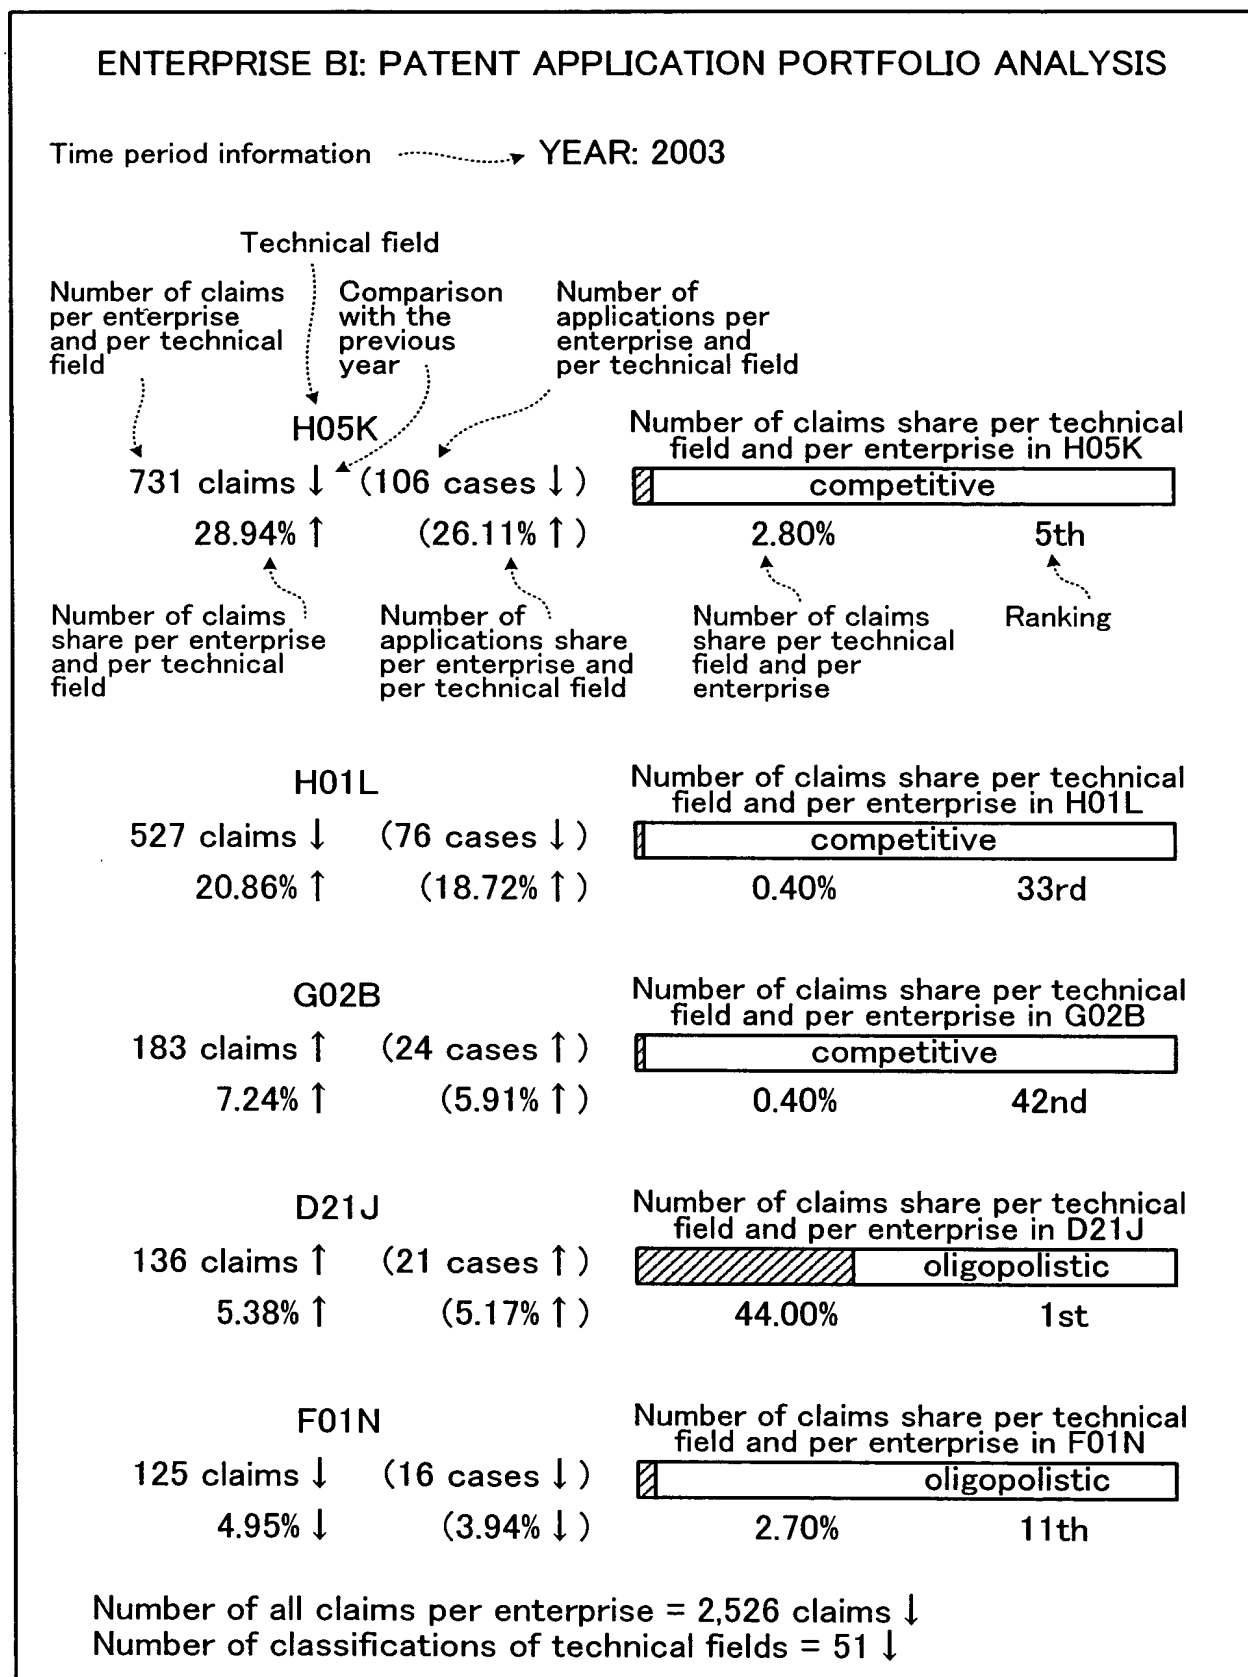 ENTERPRISE BI: PATENT APPLICATION PORTFOLIO ANALYSIS
Time period information
YEAR: 2003
Technical field
Number of claims
per enterprise
and per technical
field
Comparison
with the
previous
year
Number of
applications per
enterprise and
per technical field
H05K
731 claims ↓ (106 cases ↓)
28.94% ↑ (26.11% ↑)
Number of claims share per technical
field and per enterprise in H05K
competitive
2.80% 5th
Number of claims
share per enterprise
and per technical
field
Number of
applications share
per enterprise and
per technical field
Number of claims
share per technical
field and per
enterprise
Ranking
H01L
527 claims ↓ (76 cases ↓)
20.86% ↑ (18.72% ↑)
Number of claims share per technical
field and per enterprise in H01L
competitive
0.40% 33rd
G02B
183 claims ↑ (24 cases ↑)
7.24% ↑ (5.91% ↑)
Number of claims share per technical
field and per enterprise in G02B
competitive
0.40% 42nd
D21J
136 claims ↑ (21 cases ↑)
5.38% ↑ (5.17% ↑)
Number of claims share per technical
field and per enterprise in D21J
oligopolistic
44.00% 1st
F01N
125 claims ↓ (16 cases ↓)
4.95% ↓ (3.94% ↓)
Number of claims share per technical
field and per enterprise in F01N
oligopolistic
2.70% 11th
Number of all claims per enterprise = 2,526 claims ↓
Number of classifications of technical fields = 51 ↓